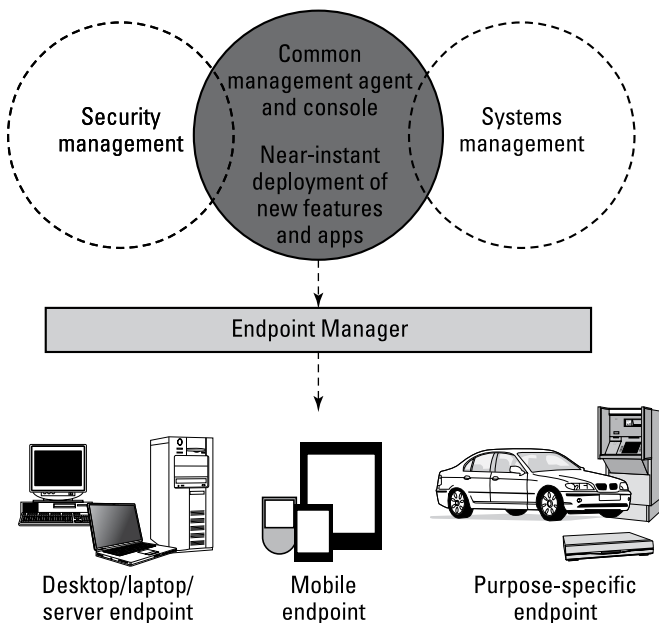 Common
management agent
and console
Near-instant
deployment of
new features
and apps
Security
management
Systems
management
Endpoint Manager
Desktop/laptop/
server endpoint
Mobile
endpoint
Purpose-specific
endpoint